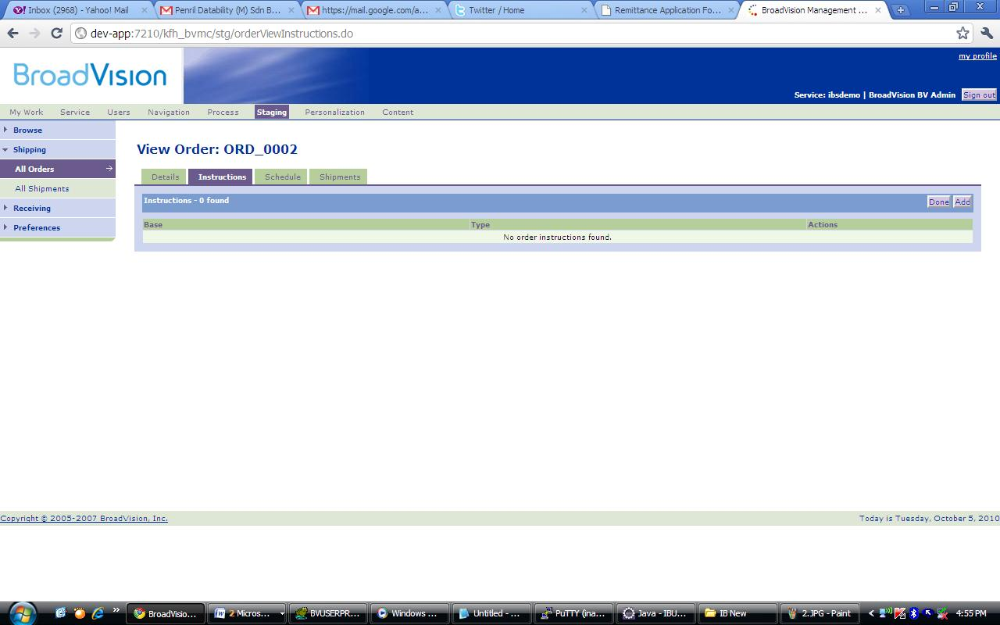 Inbox (2968) - Yahoo! Mail
Penril Datability (M) Sdn B...
https://mail.google.com/a...
Twitter / Home
Remittance Application Fo...
BroadVision Management ...
dev-app:7210/kfh_bvmc/stg/orderViewInstructions.do
BroadVision
my profile
Service: ibsdemo | BroadVision BV Admin Sign out
My Work Service Users Navigation Process Staging Personalization Content
Browse
Shipping
All Orders
All Shipments
Receiving
Preferences
View Order: ORD_0002
Details Instructions Schedule Shipments
Instructions - 0 found Done Add
Base Type Actions
No order instructions found.
Copyright © 2005-2007 BroadVision, Inc. Today is Tuesday, October 5, 2010
BroadVisio... 2 Micros... BVUSERPR... Windows ... Untitled - ... PuTTY (ina... Java - IBU... IB New 2.JPG - Paint 4:55 PM